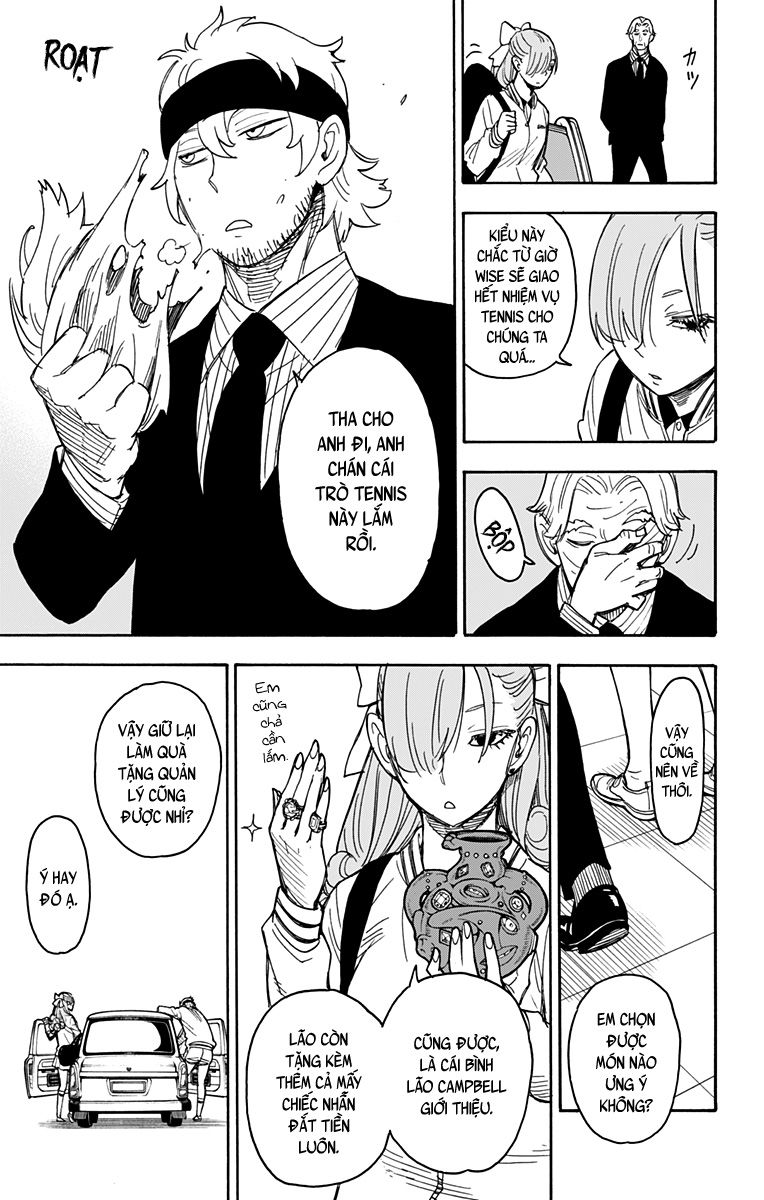 カツ
KIỂU NÀY
CHẮC TỪ GIỜ
WISE SẼ GIAO
HẾT NHIỆM VỤ
TENNIS CHO
CHÚNG TA
QUÁ...
BỘP
ROẠT
THA CHO
ANH ĐI, ANH
CHÁN CÁI
TRÒ TENNIS
NÀY LẮM
RỒI.
VẬY
CŨNG
NÊN VỀ
THÔI.
EM CHỌN
ĐƯỢC
MÓN NÀO
ƯNG Ý
KHÔNG?
CŨNG ĐƯỢC,
LÀ CÁI BÌNH
LÃO CAMPBELL
GIỚI THIỆU.
LÃO CÒN
TẶNG KÈM
THÊM CẢ MẤY
CHIẾC NHẪN
ĐẮT TIỀN
LUÔN.
Em
cũng
chả
cần
lắm.
VẬY GIỮ LẠI
LÀM QUÀ
TẶNG QUẢN
LÝ CŨNG
ĐƯỢC NHỈ?
Ý HAY
ĐÓ Ạ.